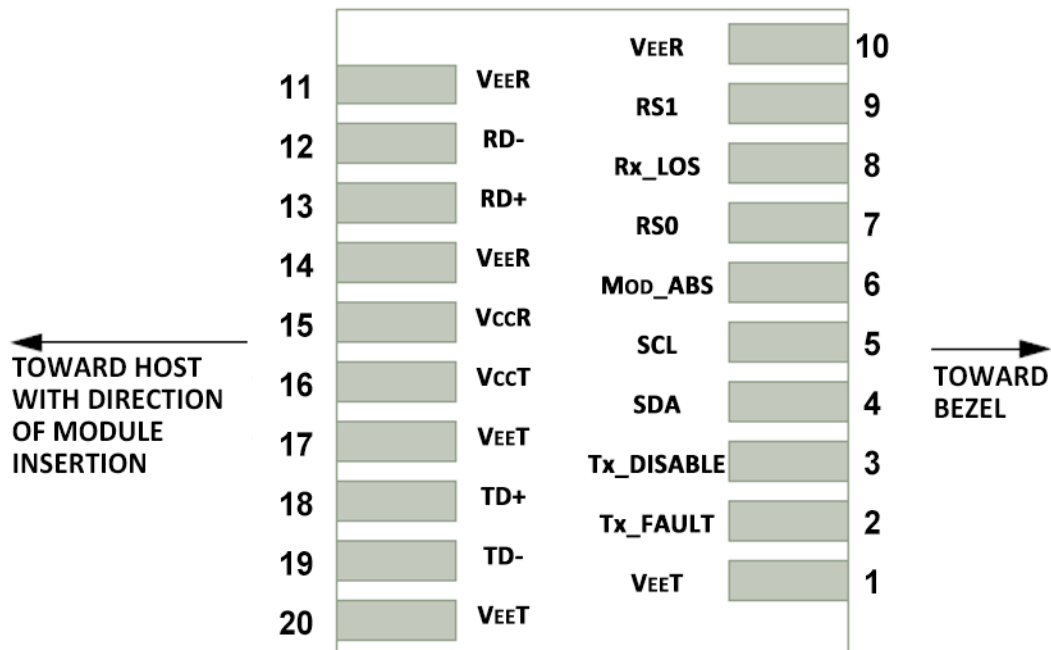 VEER 10
11 VEER
RS1 9
12 RD-
Rx_LOS 8
13 RD+
RS0 7
14 VEER
MOD_ABS 6
15 VCCR
SCL 5
16 VCCT
SDA 4
17 VEET
Tx_DISABLE 3
18 TD+
Tx_FAULT 2
19 TD-
VEET 1
20 VEET
TOWARD HOST
WITH DIRECTION
OF MODULE
INSERTION
TOWARD
BEZEL